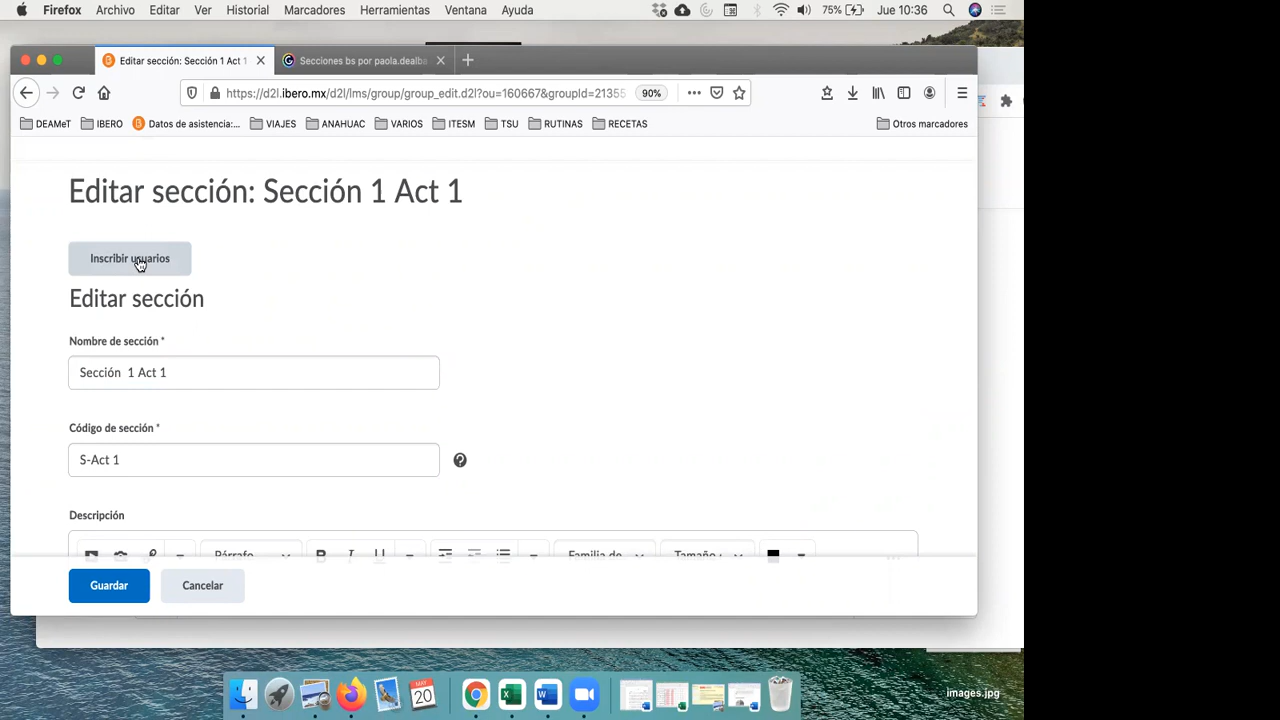 Firefox Archivo Editar Ver Historial Marcadores Herramientas Ventana Ayuda 75% Jue 10:36
Editar sección: Sección 1 Act 1 Secciones bs por paola.dealba
https://d2l.ibero.mx/d2l/lms/group/group_edit.d2l?ou=160667&groupId=21355 90%
DEAMeT IBERO Datos de asistencia:... VIAJES ANAHUAC VARIOS ITESM TSU RUTINAS RECETAS Otros marcadores
Editar sección: Sección 1 Act 1
Inscribir usuarios
Editar sección
Nombre de sección *
Sección 1 Act 1
Código de sección *
S-Act 1
Descripción
Párrafo B I U Familia de Tamaño
Guardar Cancelar
MAY
20
images.jpg